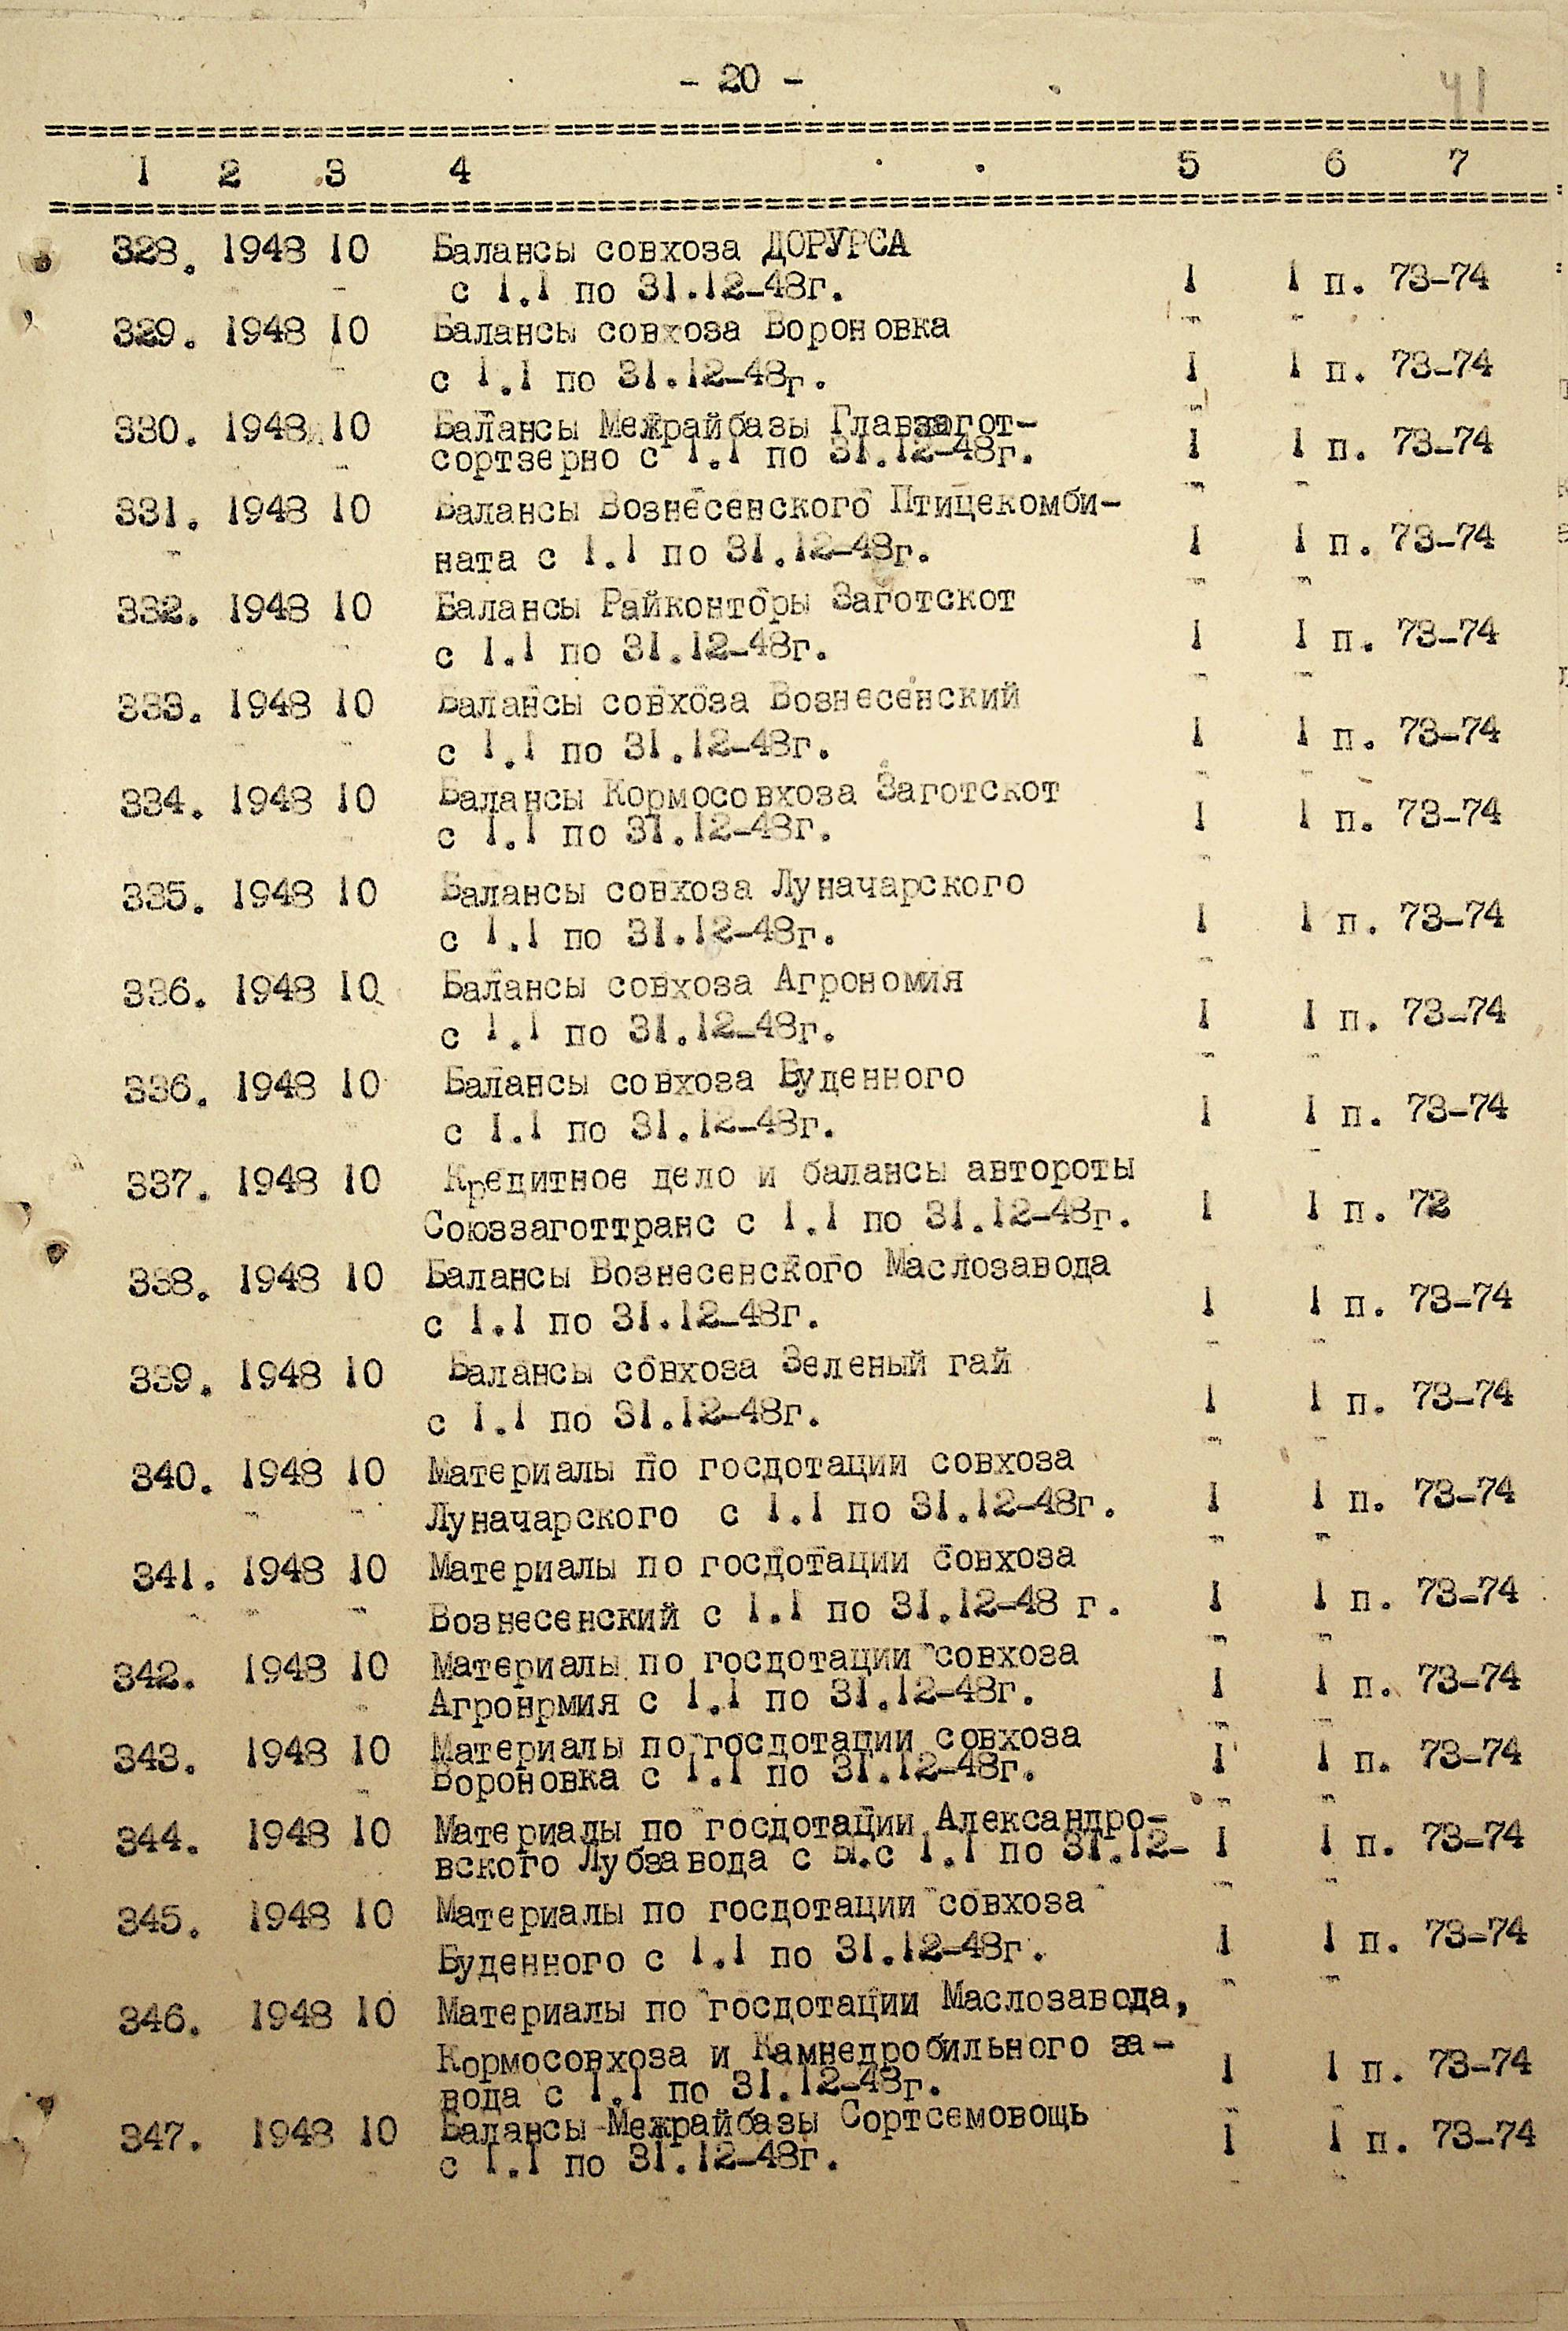 - 20 -
41
1 2 3 4 5 6 7
328. 1948 10 Балансы совхоза ДОРУРСА
с 1.1 по 31.12-48г. 1 1 п. 73-74
329. 1948 10 Балансы совхоза Вороновка
с 1.1 по 31.12-48г. 1 1 п. 73-74
330. 1948 10 Балансы Межрайбазы Главзагот-
сортзерно с 1.1 по 31.12-48г. 1 1 п. 73-74
331. 1948 10 Балансы Вознесенского Птицекомби-
ната с 1.1 по 31.12-48г. 1 1 п. 73-74
332. 1948 10 Балансы Райконторы Заготскот
с 1.1 по 31.12-48г. 1 1 п. 73-74
333. 1948 10 Балансы совхоза Вознесенский
с 1.1 по 31.12-48г. 1 1 п. 73-74
334. 1948 10 Балансы Кормосовхоза Заготскот
с 1.1 по 31.12-48г. 1 1 п. 73-74
335. 1948 10 Балансы совхоза Луначарского
с 1.1 по 31.12-48г. 1 1 п. 73-74
336. 1948 10 Балансы совхоза Агрономия
с 1.1 по 31.12-48г. 1 1 п. 73-74
336. 1948 10 Балансы совхоза Буденного
с 1.1 по 31.12-48г. 1 1 п. 73-74
337. 1948 10 Кредитное дело и балансы автороты
Союззаготтранс с 1.1 по 31.12-48г. 1 1 п. 72
338. 1948 10 Балансы Вознесенского Маслозавода
с 1.1 по 31.12-48г. 1 1 п. 73-74
339. 1948 10 Балансы совхоза Зеленый гай
с 1.1 по 31.12-48г. 1 1 п. 73-74
340. 1948 10 Материалы по госдотации совхоза
Луначарского с 1.1 по 31.12-48г. 1 1 п. 73-74
341. 1948 10 Материалы по госдотации совхоза
Вознесенский с 1.1 по 31.12-48 г. 1 1 п. 73-74
342. 1948 10 Материалы по госдотации совхоза
Агронрмия с 1.1 по 31.12-48г. 1 1 п. 73-74
343. 1948 10 Материалы по госдотации совхоза
Вороновка с 1.1 по 31.12-48г. 1 1 п. 73-74
344. 1948 10 Материалы по госдотации Александро-
вского Лубзавода с с 1.1 по 31.12- 1 1 п. 73-74
345. 1948 10 Материалы по госдотации совхоза
Буденного с 1.1 по 31.12-48г. 1 1 п. 73-74
346. 1948 10 Материалы по госдотации Маслозавода,
Кормосовхоза и Камнедробильного за-
вода с 1.1 по 31.12-48г. 1 1 п. 73-74
347. 1948 10 Балансы Межрайбазы Сортсемовощь
с 1.1 по 31.12-48г. 1 1 п. 73-74